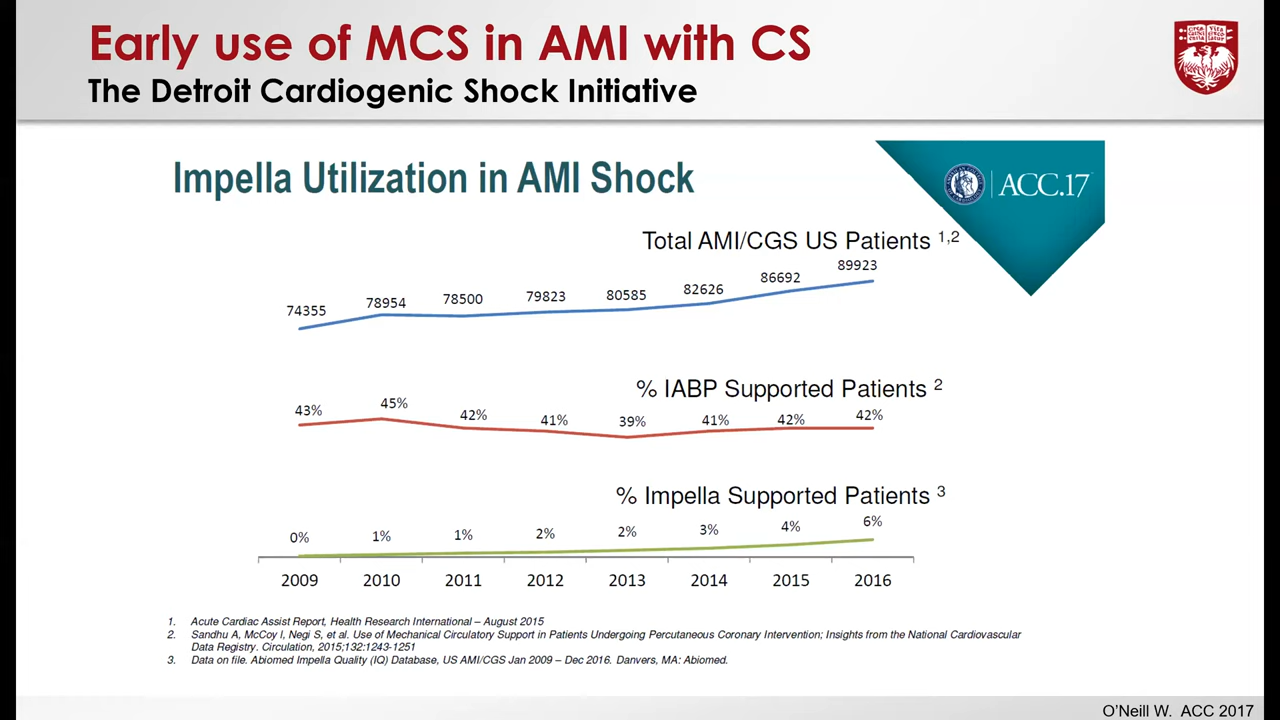 Early use of MCS in AMI with CS
The Detroit Cardiogenic Shock Initiative
Impella Utilization in AMI Shock
ACC.17
Total AMI/CGS US Patients 1,2
74355 78954 78500 79823 80585 82626 86692 89923
% IABP Supported Patients 2
43% 45% 42% 41% 39% 41% 42% 42%
% Impella Supported Patients 3
0% 1% 1% 2% 2% 3% 4% 6%
2009 2010 2011 2012 2013 2014 2015 2016
1. Acute Cardiac Assist Report, Health Research International – August 2015
2. Sandhu A, McCoy I, Negi S, et al. Use of Mechanical Circulatory Support in Patients Undergoing Percutaneous Coronary Intervention; Insights from the National Cardiovascular
Data Registry. Circulation, 2015;132:1243-1251
3. Data on file. Abiomed Impella Quality (IQ) Database, US AMI/CGS Jan 2009 – Dec 2016. Danvers, MA: Abiomed.
O'Neill W. ACC 2017